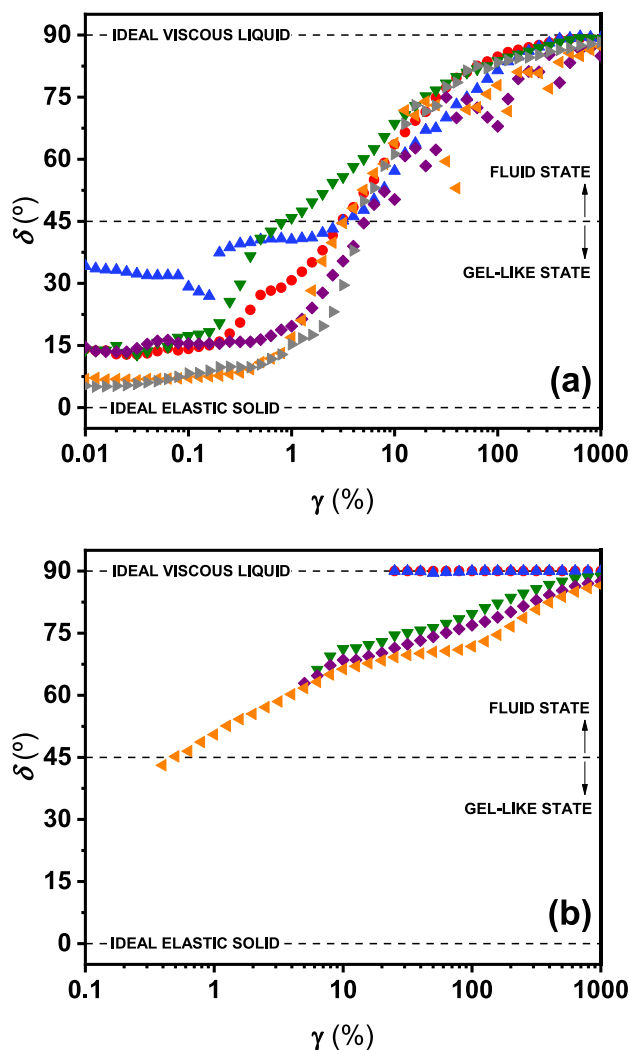 90
IDEAL VISCOUS LIQUID
75
60
FLUID STATE
45
GEL-LIKE STATE
30
15
0
IDEAL ELASTIC SOLID
(a)
δ (º)
0.01 0.1 1 10 100 1000
γ (%)
90
IDEAL VISCOUS LIQUID
75
60
FLUID STATE
45
GEL-LIKE STATE
30
15
0
IDEAL ELASTIC SOLID
(b)
δ (º)
0.1 1 10 100 1000
γ (%)